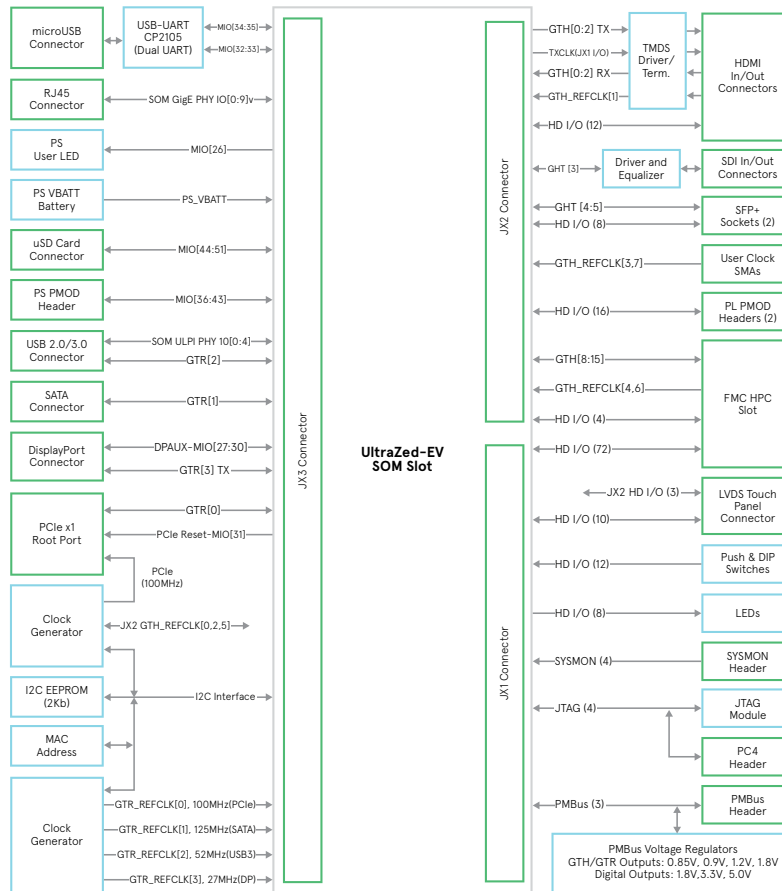 microUSB
Connector
USB-UART
CP2105
(Dual UART)
MIO[34:35]
MIO[32:33]
RJ45
Connector
SOM GigE PHY IO[0:9]v
PS
User LED
MIO[26]
PS VBATT
Battery
PS_VBATT
uSD Card
Connector
MIO[44:51]
PS PMOD
Header
MIO[36:43]
USB 2.0/3.0
Connector
SOM ULPI PHY 10[0:4]
GTR[2]
SATA
Connector
GTR[1]
DisplayPort
Connector
DPAUX-MIO[27:30]
GTR[3] TX
PCIe x1
Root Port
GTR[0]
PCIe Reset-MIO[31]
PCIe
(100MHz)
Clock
Generator
JX2 GTH_REFCLK[0,2,5]
I2C EEPROM
(2Kb)
I2C Interface
MAC
Address
Clock
Generator
GTR_REFCLK[0], 100MHz(PCIe)
GTR_REFCLK[1], 125MHz(SATA)
GTR_REFCLK[2], 52MHz(USB3)
GTR_REFCLK[3], 27MHz(DP)
JX3 Connector
UltraZed-EV
SOM Slot
JX2 Connector
JX1 Connector
GTH[0:2] TX
TXCLK(JX1 I/O)
GTH[0:2] RX
GTH_REFCLK[1]
TMDS
Driver/
Term.
HDMI
In/Out
Connectors
HD I/O (12)
GHT [3]
Driver and
Equalizer
SDI In/Out
Connectors
GHT [4:5]
HD I/O (8)
SFP+
Sockets (2)
GTH_REFCLK[3,7]
User Clock
SMAs
HD I/O (16)
PL PMOD
Headers (2)
GTH[8:15]
GTH_REFCLK[4,6]
HD I/O (4)
HD I/O (72)
FMC HPC
Slot
JX2 HD I/O (3)
HD I/O (10)
LVDS Touch
Panel
Connector
HD I/O (12)
Push & DIP
Switches
HD I/O (8)
LEDs
SYSMON (4)
SYSMON
Header
JTAG (4)
JTAG
Module
PC4
Header
PMBus (3)
PMBus
Header
PMBus Voltage Regulators
GTH/GTR Outputs: 0.85V, 0.9V, 1.2V, 1.8V
Digital Outputs: 1.8V,3.3V, 5.0V